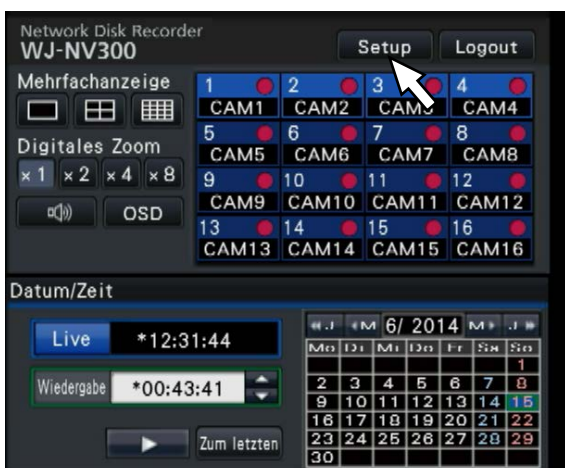 Network Disk Recorder
WJ-NV300
Setup
Logout
Mehrfachanzeige
Digitales Zoom
×1 ×2 ×4 ×8
OSD
1 2 3 4
CAM1 CAM2 CAM3 CAM4
5 6 7 8
CAM5 CAM6 CAM7 CAM8
9 10 11 12
CAM9 CAM10 CAM11 CAM12
13 14 15 16
CAM13 CAM14 CAM15 CAM16
Datum/Zeit
Live *12:31:44
Wiedergabe *00:43:41
Zum letzten
J M 6/ 2014 M J
Mo Di Mi Do Fr Sa So
1
2 3 4 5 6 7 8
9 10 11 12 13 14 15
16 17 18 19 20 21 22
23 24 25 26 27 28 29
30